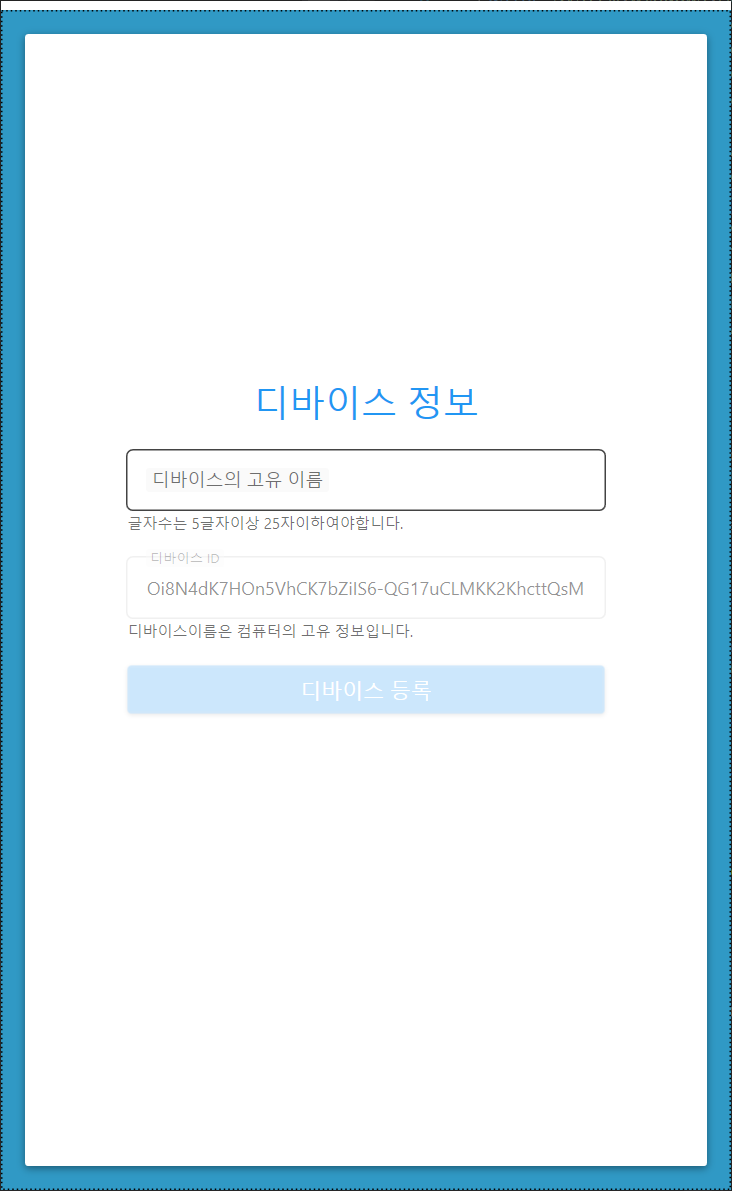 디바이스 정보
디바이스의 고유 이름
글자수는 5글자이상 25자이하여야합니다.
디바이스 ID
Oi8N4dK7HOn5VhCK7bZiIS6-QG17uCLMKK2KhcttQsM
디바이스이름은 컴퓨터의 고유 정보입니다.
디바이스 등록